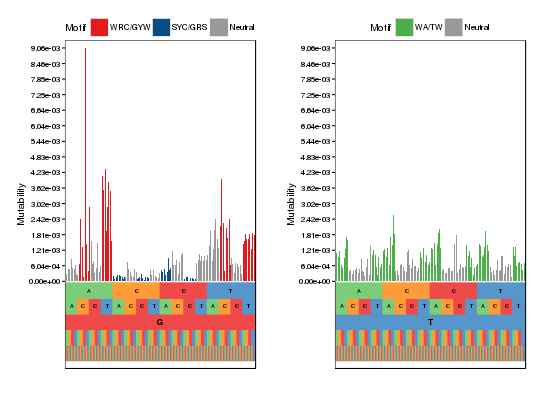 Motif WRC/GYW SYC/GRS Neutral
Motif WA/TW Neutral
Mutability
9.06e-03
8.46e-03
7.85e-03
7.25e-03
6.64e-03
6.04e-03
5.44e-03
4.83e-03
4.23e-03
3.62e-03
3.02e-03
2.42e-03
1.81e-03
1.21e-03
6.04e-04
0.00e+00
A C G T
A C G T A C G T A C G T A C G T
G
Mutability
9.06e-03
8.46e-03
7.85e-03
7.25e-03
6.64e-03
6.04e-03
5.44e-03
4.83e-03
4.23e-03
3.62e-03
3.02e-03
2.42e-03
1.81e-03
1.21e-03
6.04e-04
0.00e+00
A C G T
A C G T A C G T A C G T A C G T
T